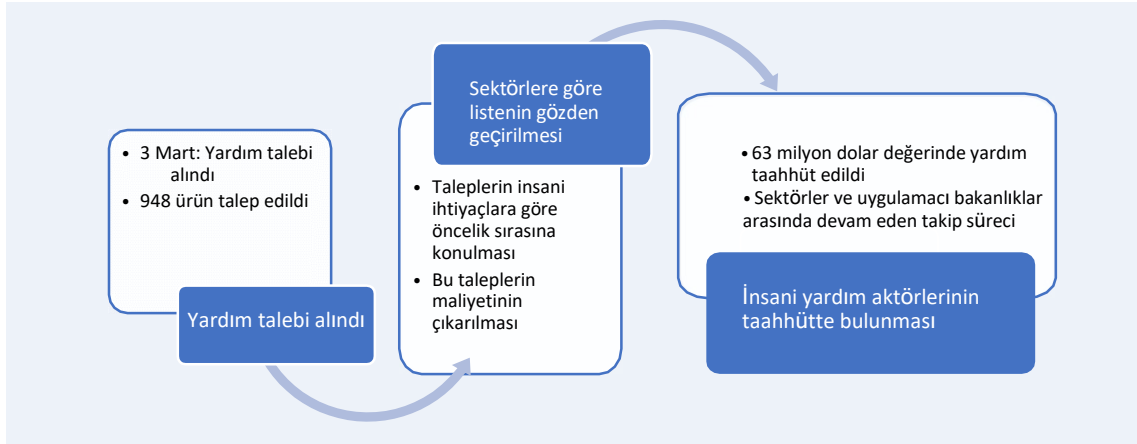 • 3 Mart: Yardım talebi
alındı
• 948 ürün talep edildi
Yardım talebi alındı
Sektörlere göre
listenin gözden
geçirilmesi
• Taleplerin insani
ihtiyaçlara göre
öncelik sırasına
konulması
• Bu taleplerin
maliyetinin
çıkarılması
• 63 milyon dolar değerinde yardım
taahhüt edildi
• Sektörler ve uygulamacı bakanlıklar
arasında devam eden takip süreci
İnsani yardım aktörlerinin
taahhütte bulunması